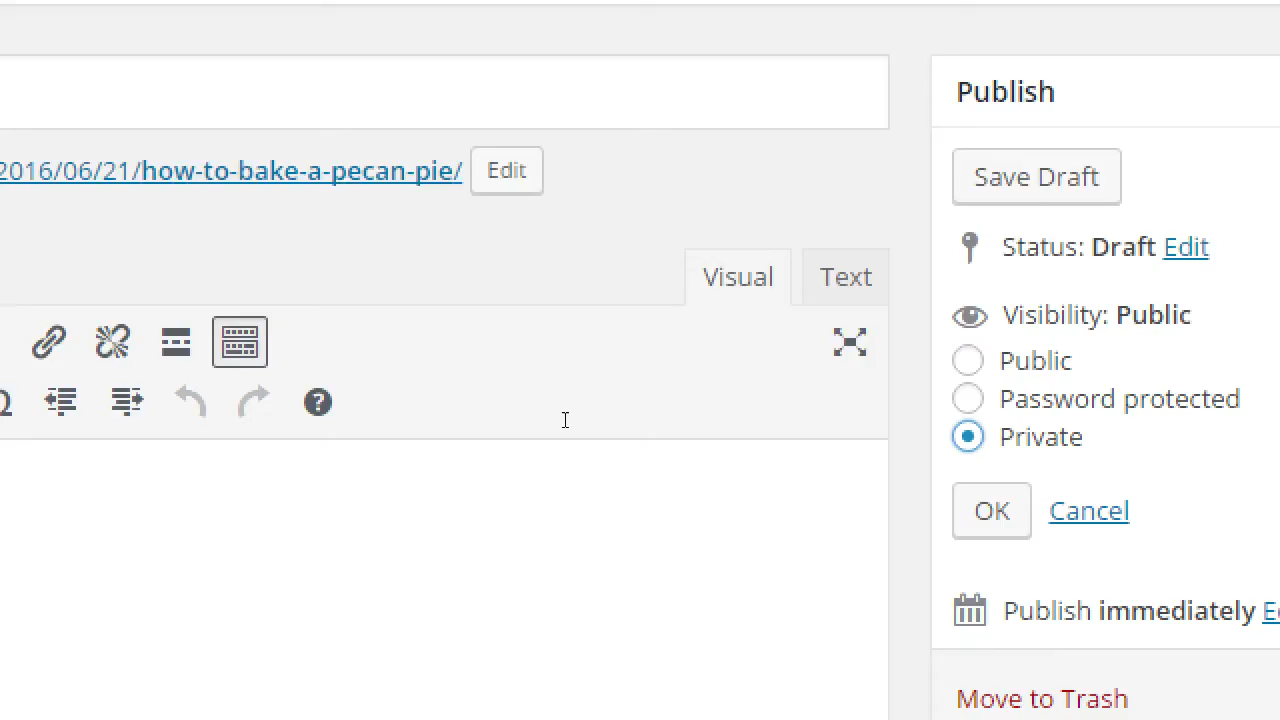 2016/06/21/how-to-bake-a-pecan-pie/ Edit
Visual Text
Publish
Save Draft
Status: Draft Edit
Visibility: Public
Public
Password protected
Private
OK Cancel
Publish immediately
Move to Trash